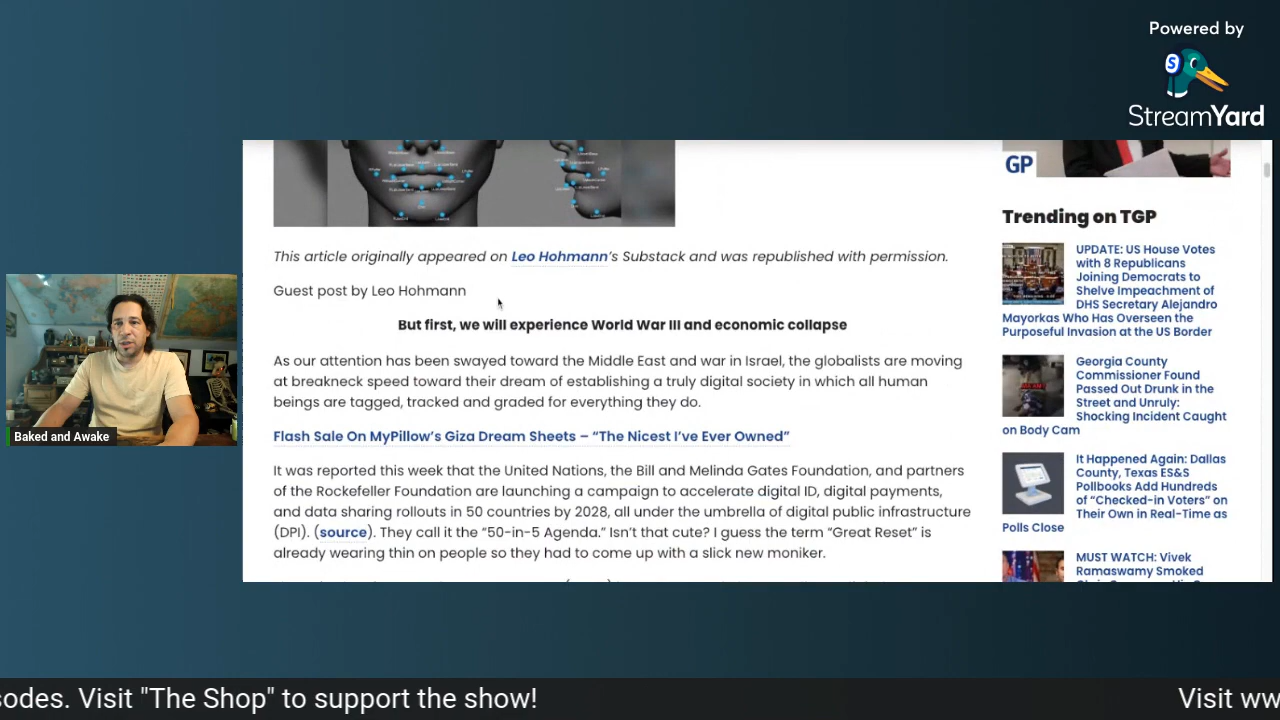 Powered by
S
StreamYard
GP
Trending on TGP
UPDATE: US House Votes
with 8 Republicans
Joining Democrats to
Shelve Impeachment of
DHS Secretary Alejandro
Mayorkas Who Has Overseen the
Purposeful Invasion at the US Border
Georgia County
Commissioner Found
Passed Out Drunk in the
Street and Unruly:
Shocking Incident Caught
on Body Cam
It Happened Again: Dallas
County, Texas ES&S
Pollbooks Add Hundreds
of “Checked-in Voters” on
Their Own in Real-Time as
Polls Close
MUST WATCH: Vivek
Ramaswamy Smoked
This article originally appeared on Leo Hohmann’s Substack and was republished with permission.
Guest post by Leo Hohmann
But first, we will experience World War III and economic collapse
As our attention has been swayed toward the Middle East and war in Israel, the globalists are moving
at breakneck speed toward their dream of establishing a truly digital society in which all human
beings are tagged, tracked and graded for everything they do.
Flash Sale On MyPillow’s Giza Dream Sheets – “The Nicest I’ve Ever Owned”
It was reported this week that the United Nations, the Bill and Melinda Gates Foundation, and partners
of the Rockefeller Foundation are launching a campaign to accelerate digital ID, digital payments,
and data sharing rollouts in 50 countries by 2028, all under the umbrella of digital public infrastructure
(DPI). (source). They call it the “50-in-5 Agenda.” Isn’t that cute? I guess the term “Great Reset” is
already wearing thin on people so they had to come up with a slick new moniker.
Baked and Awake
sodes. Visit "The Shop" to support the show!
Visit ww